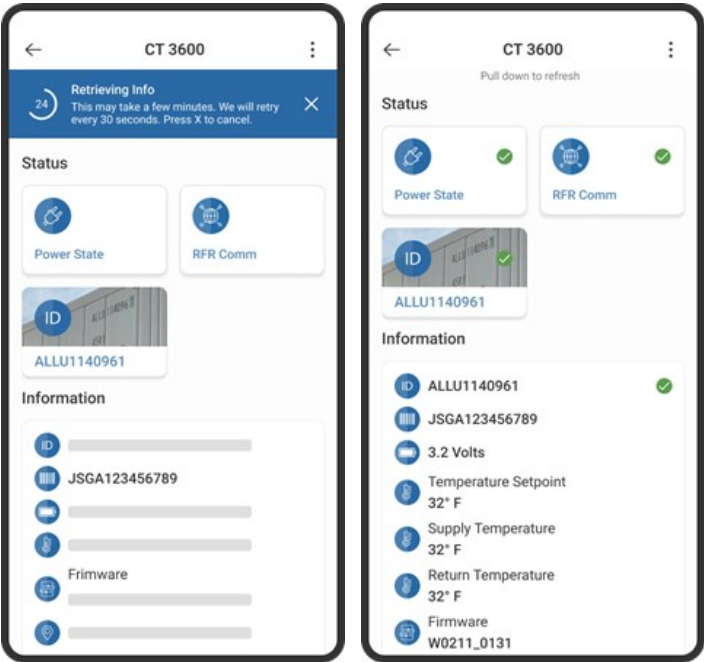 CT 3600
24
Retrieving Info
This may take a few minutes. We will retry
every 30 seconds. Press X to cancel.
Status
Power State
RFR Comm
ID
ALLU1140961
Information
ID
JSGA123456789
Frimware
CT 3600
Pull down to refresh
Status
Power State
RFR Comm
ID
ALLU1140961
Information
ID
ALLU1140961
JSGA123456789
3.2 Volts
Temperature Setpoint
32° F
Supply Temperature
32° F
Return Temperature
32° F
Firmware
W0211_0131